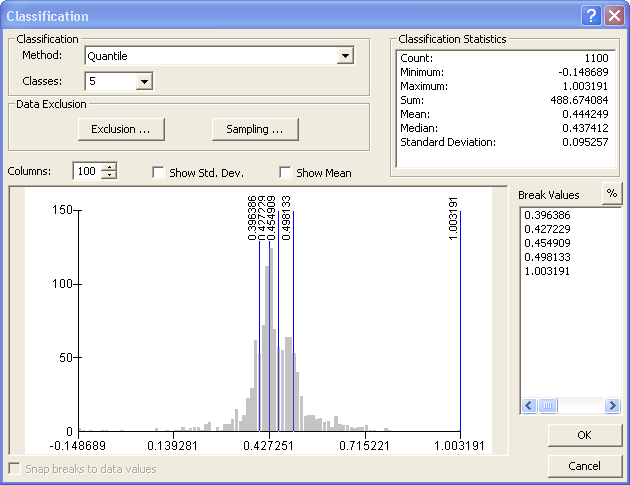 Classification
Classification
Method: Quantile
Classes: 5
Data Exclusion
Exclusion ...
Sampling ...
Columns: 100
Show Std. Dev.
Show Mean
Classification Statistics
Count: 1100
Minimum: -0.148689
Maximum: 1.003191
Sum: 488.674084
Mean: 0.444249
Median: 0.437412
Standard Deviation: 0.095257
Break Values
%
0.396386
0.427229
0.454909
0.498133
1.003191
0.396386
0.427229
0.454909
0.498133
1.003191
150
100
50
0
-0.148689
0.139281
0.427251
0.715221
1.003191
Snap breaks to data values
OK
Cancel